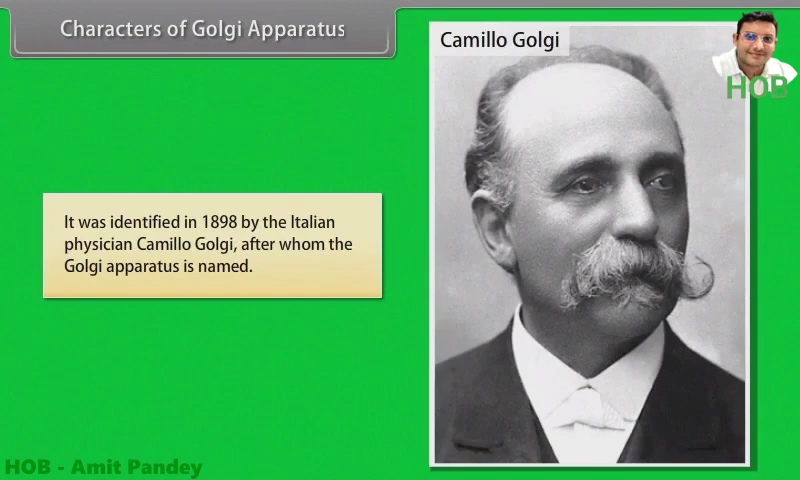 Characters of Golgi Apparatus
Camillo Golgi
HOB
It was identified in 1898 by the Italian
physician Camillo Golgi, after whom the
Golgi apparatus is named.
HOB - Amit Pandey